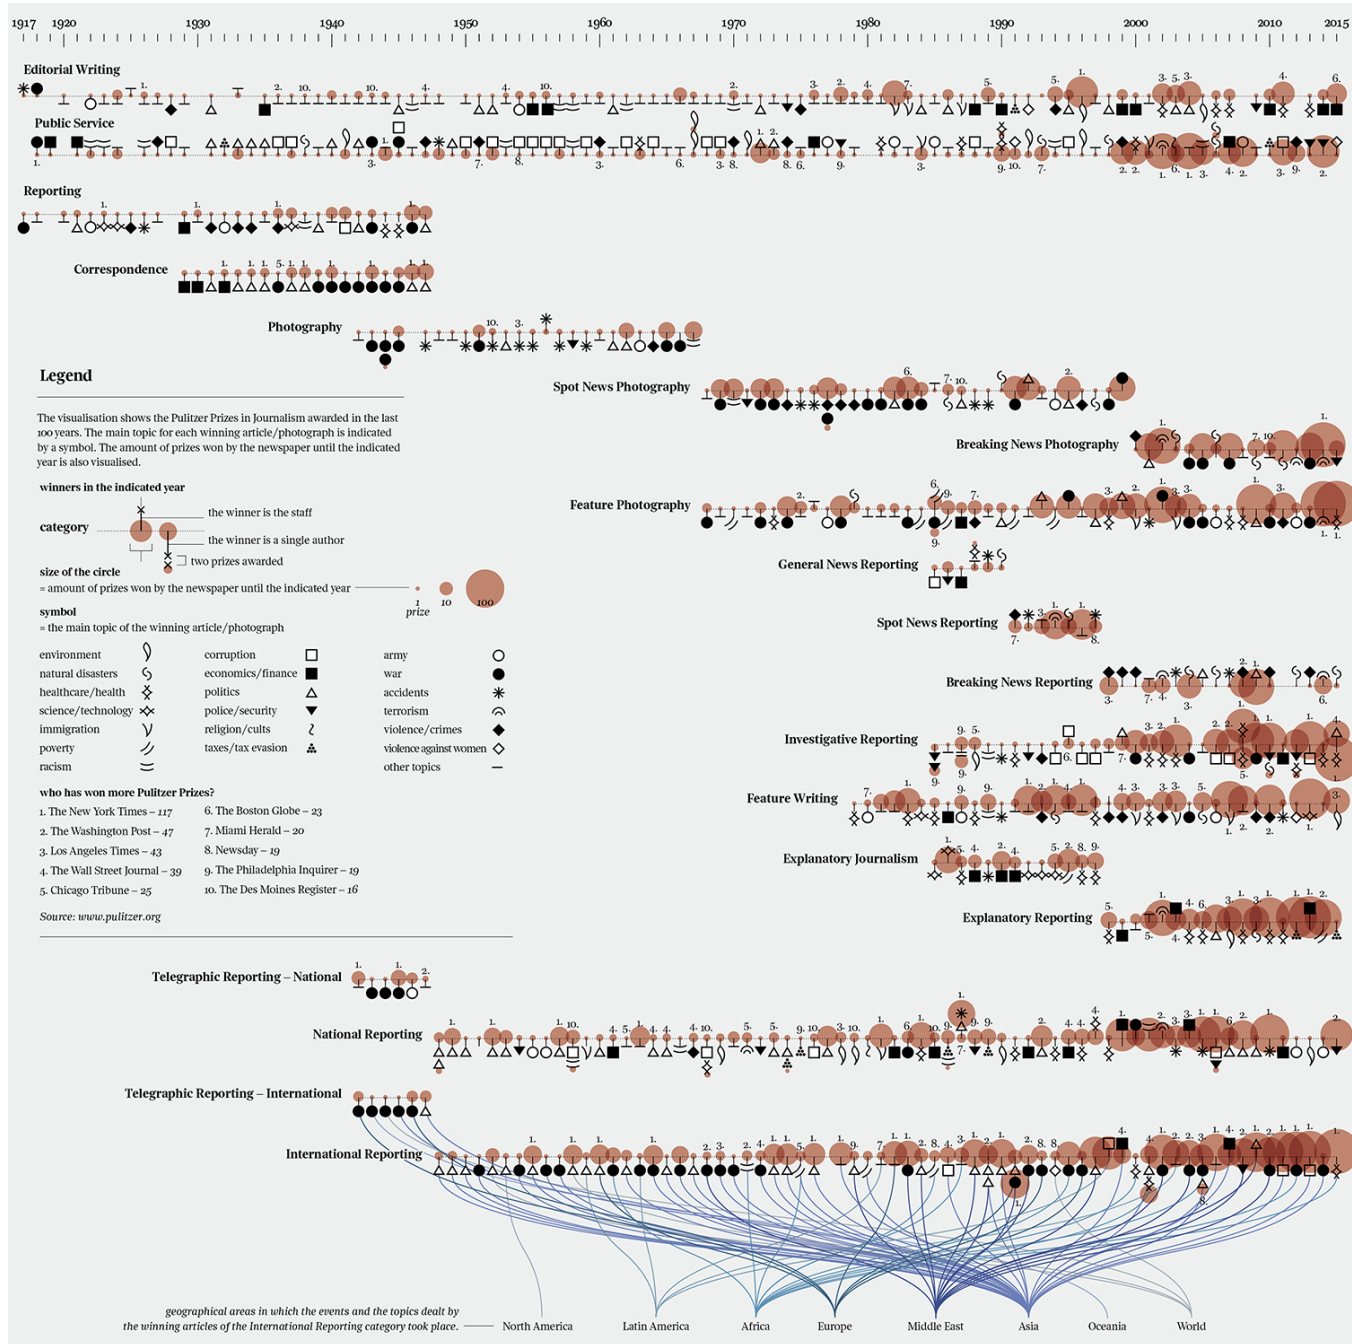 1917 1920 1930 1940 1950 1960 1970 1980 1990 2000 2010 2015
Editorial Writing
Public Service
Reporting
Correspondence
Photography
Legend
The visualisation shows the Pulitzer Prizes in Journalism awarded in the last
100 years. The main topic for each winning article/photograph is indicated
by a symbol. The amount of prizes won by the newspaper until the indicated
year is also visualised.
winners in the indicated year
the winner is the staff
category
the winner is a single author
two prizes awarded
size of the circle
= amount of prizes won by the newspaper until the indicated year
1 10 100
prize
symbol
= the main topic of the winning article/photograph
environment corruption army
natural disasters economics/finance war
healthcare/health politics accidents
science/technology police/security terrorism
immigration religion/cults violence/crimes
poverty taxes/tax evasion violence against women
racism other topics
who has won more Pulitzer Prizes?
1. The New York Times – 117 6. The Boston Globe – 23
2. The Washington Post – 47 7. Miami Herald – 20
3. Los Angeles Times – 43 8. Newsday – 19
4. The Wall Street Journal – 39 9. The Philadelphia Inquirer – 19
5. Chicago Tribune – 25 10. The Des Moines Register – 16
Source: www.pulitzer.org
Spot News Photography
Breaking News Photography
Feature Photography
General News Reporting
Spot News Reporting
Breaking News Reporting
Investigative Reporting
Feature Writing
Explanatory Journalism
Explanatory Reporting
Telegraphic Reporting – National
National Reporting
Telegraphic Reporting – International
International Reporting
geographical areas in which the events and the topics dealt by
the winning articles of the International Reporting category took place.
North America Latin America Africa Europe Middle East Asia Oceania World